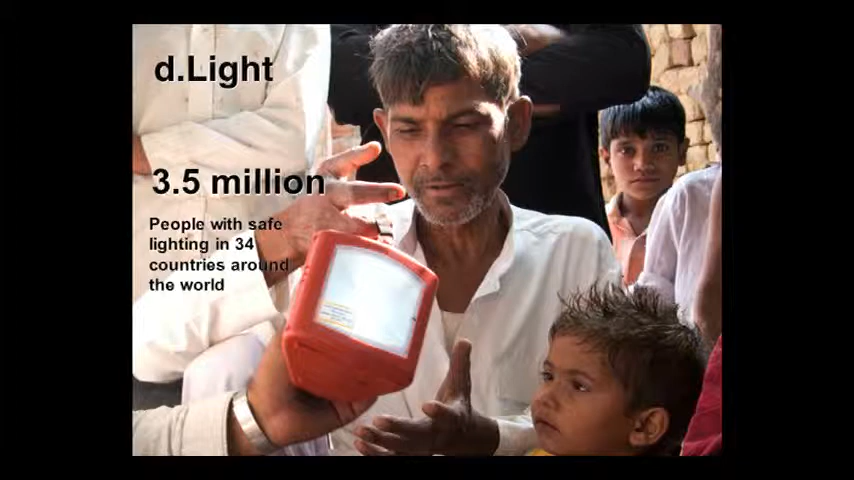 d.Light
3.5 million
People with safe
lighting in 34
countries around
the world